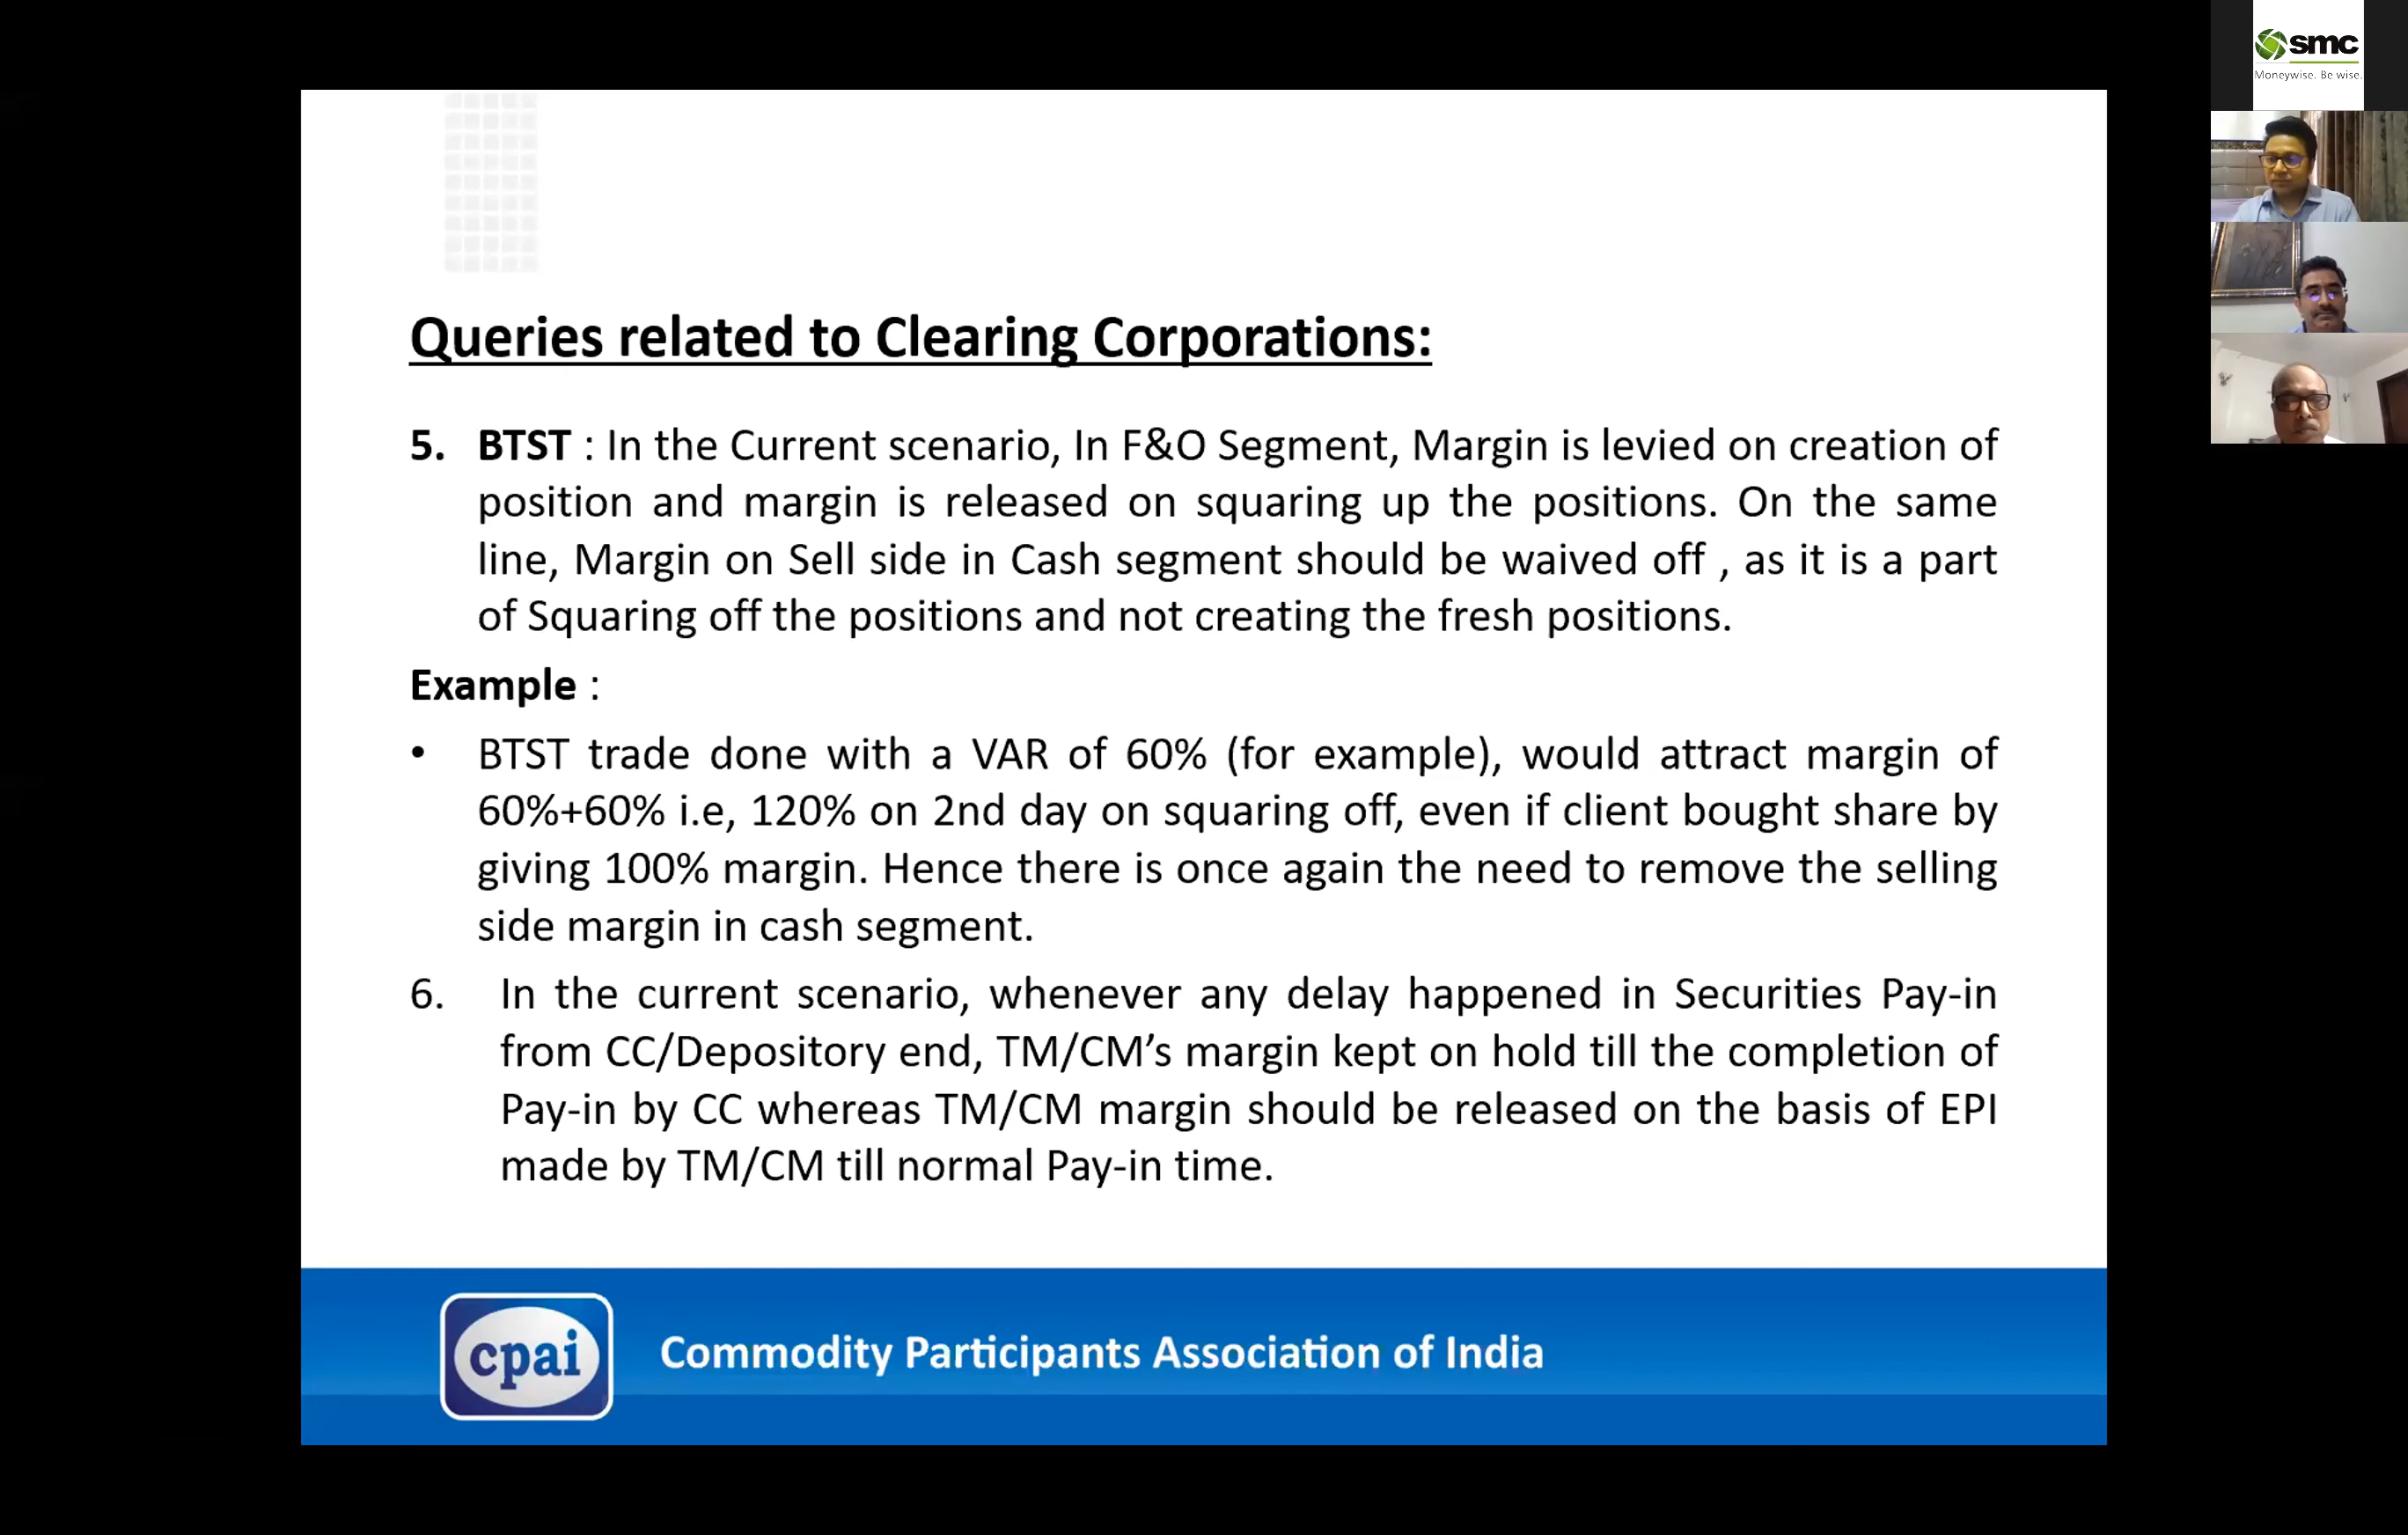 smc
Moneywise. Be wise.
Queries related to Clearing Corporations:
5. BTST : In the Current scenario, In F&O Segment, Margin is levied on creation of
position and margin is released on squaring up the positions. On the same
line, Margin on Sell side in Cash segment should be waived off , as it is a part
of Squaring off the positions and not creating the fresh positions.
Example :
• BTST trade done with a VAR of 60% (for example), would attract margin of
60%+60% i.e, 120% on 2nd day on squaring off, even if client bought share by
giving 100% margin. Hence there is once again the need to remove the selling
side margin in cash segment.
6. In the current scenario, whenever any delay happened in Securities Pay-in
from CC/Depository end, TM/CM’s margin kept on hold till the completion of
Pay-in by CC whereas TM/CM margin should be released on the basis of EPI
made by TM/CM till normal Pay-in time.
cpai
Commodity Participants Association of India